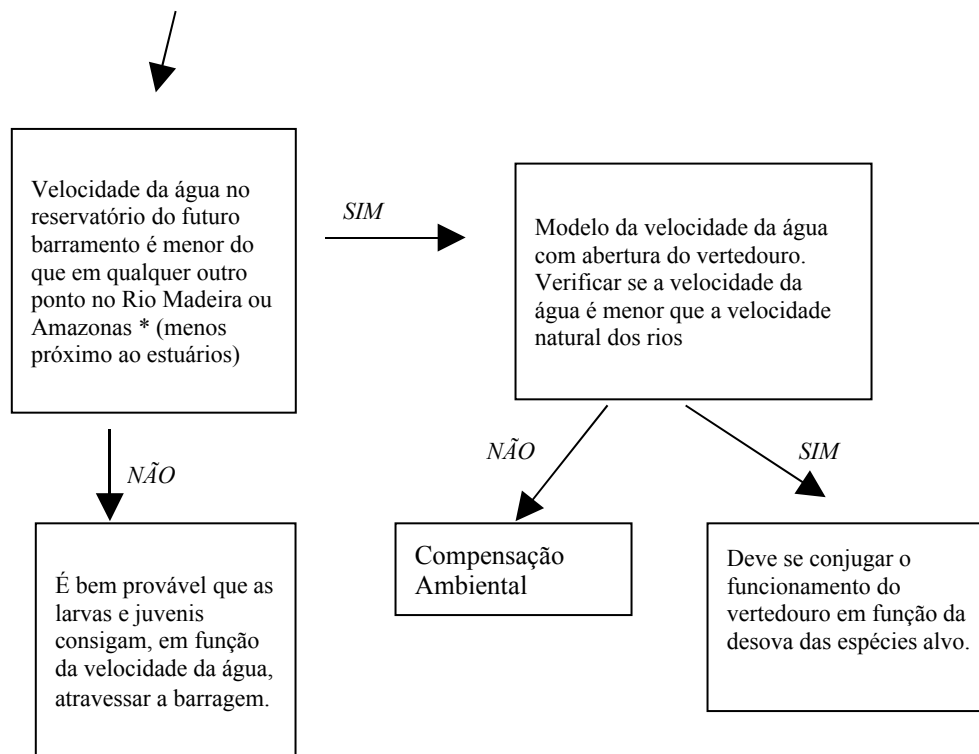 Velocidade da água no
reservatório do futuro
barramento é menor do
que em qualquer outro
ponto no Rio Madeira ou
Amazonas * (menos
próximo ao estuários)
SIM
Modelo da velocidade da água
com abertura do vertedouro.
Verificar se a velocidade da
água é menor que a velocidade
natural dos rios
NÃO
NÃO
SIM
É bem provável que as
larvas e juvenis
consigam, em função
da velocidade da água,
atravessar a barragem.
Compensação
Ambiental
Deve se conjugar o
funcionamento do
vertedouro em função da
desova das espécies alvo.